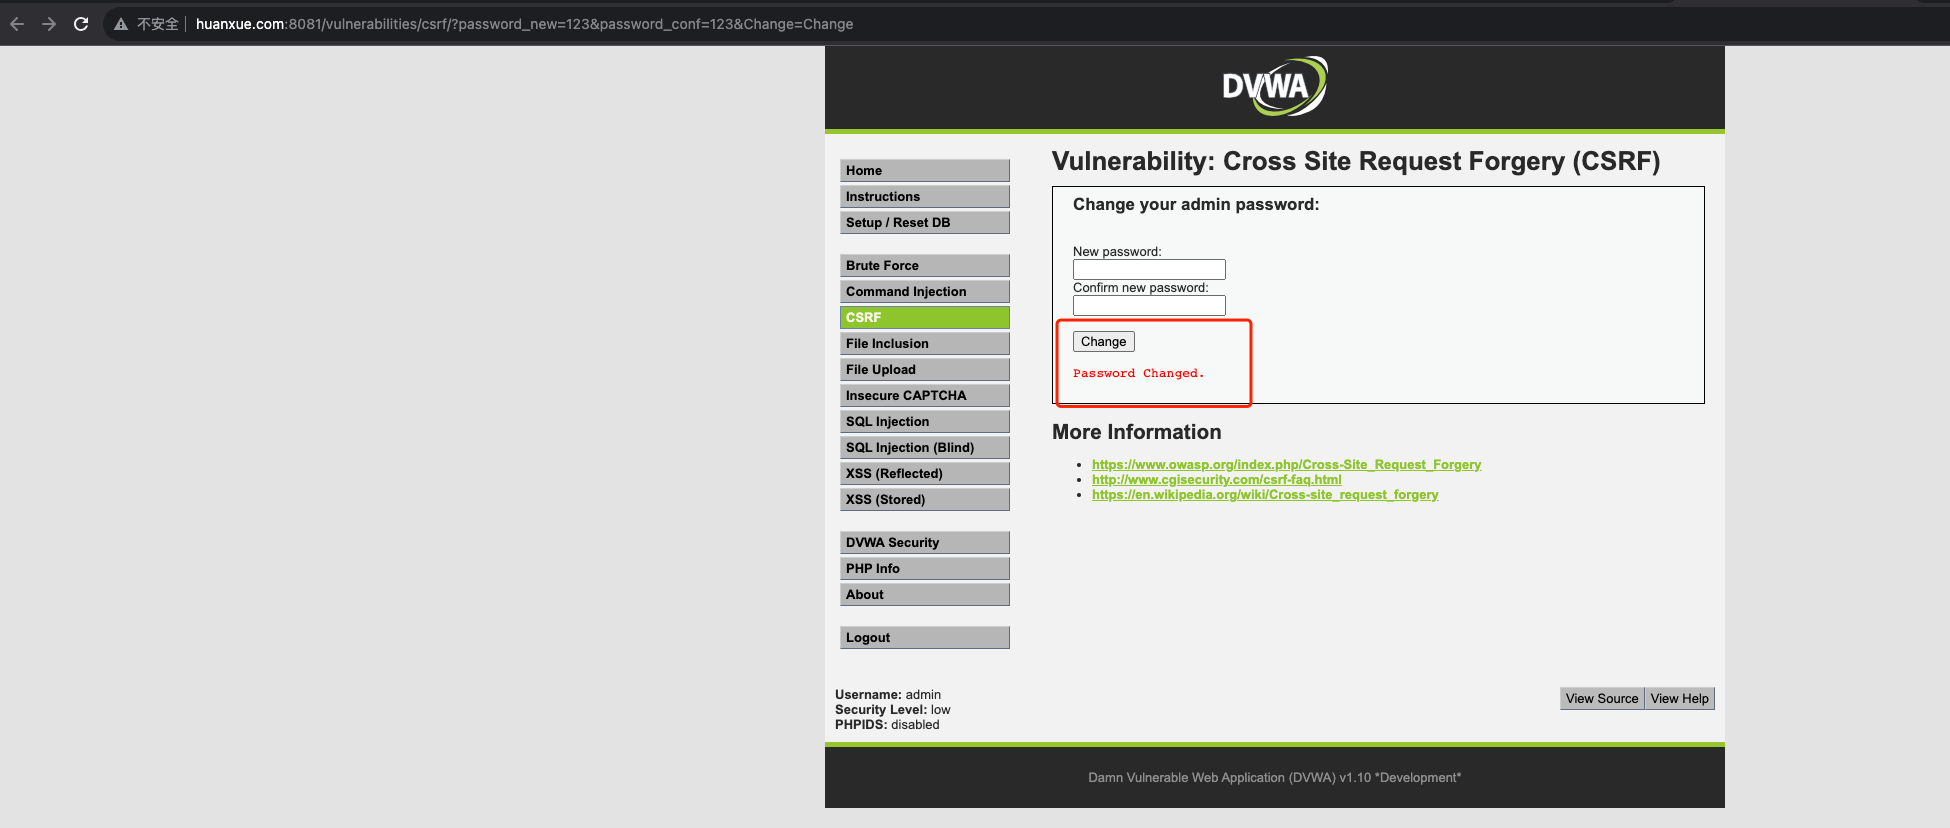 不安全 huanxue.com:8081/vulnerabilities/csrf/?password_new=123&password_conf=123&Change=Change
DVWA
Vulnerability: Cross Site Request Forgery (CSRF)
Home
Instructions
Setup / Reset DB
Brute Force
Command Injection
CSRF
File Inclusion
File Upload
Insecure CAPTCHA
SQL Injection
SQL Injection (Blind)
XSS (Reflected)
XSS (Stored)
DVWA Security
PHP Info
About
Logout
Change your admin password:
New password:
Confirm new password:
Change
Password Changed.
More Information
https://www.owasp.org/index.php/Cross-Site_Request_Forgery
http://www.cgisecurity.com/csrf-faq.html
https://en.wikipedia.org/wiki/Cross-site_request_forgery
Username: admin
Security Level: low
PHPIDS: disabled
View Source View Help
Damn Vulnerable Web Application (DVWA) v1.10 *Development*